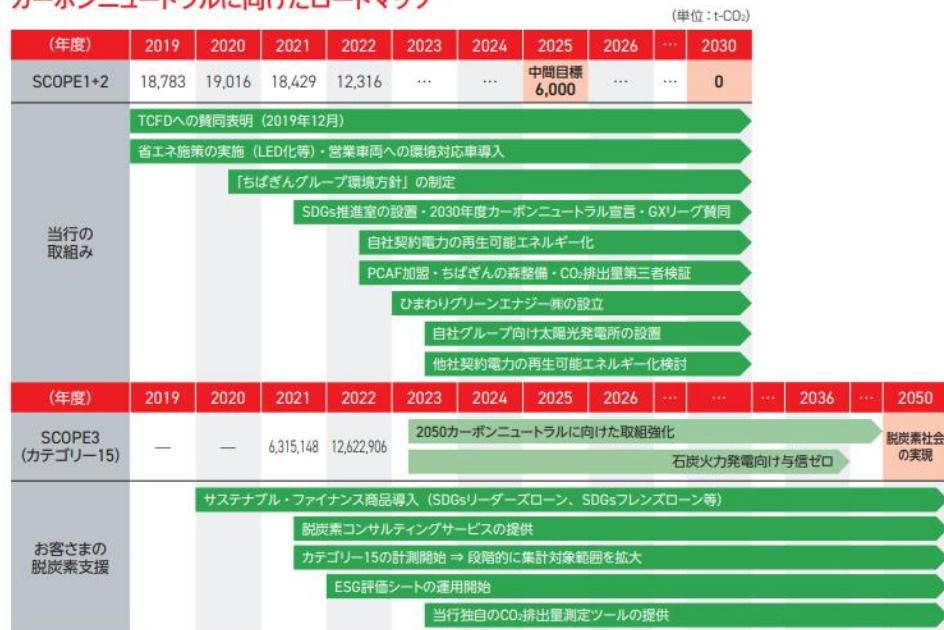 カーボンニュートラルに向けたロードマップ
(単位:t-CO₂)
(年度) 2019 2020 2021 2022 2023 2024 2025 2026 … 2030
SCOPE1+2 18,783 19,016 18,429 12,316 … … 中間目標 6,000 … … 0
当行の
取組み
TCFDへの賛同表明(2019年12月)
省エネ施策の実施(LED化等)・営業車両への環境対応車導入
「ちばぎんグループ環境方針」の制定
SDGs推進室の設置・2030年度カーボンニュートラル宣言・GXリーグ賛同
自社契約電力の再生可能エネルギー化
PCAF加盟・ちばぎんの森整備・CO₂排出量第三者検証
ひまわりグリーンエナジー㈱の設立
自社グループ向け太陽光発電所の設置
他社契約電力の再生可能エネルギー化検討
(年度) 2019 2020 2021 2022 2023 2024 2025 2026 … … … 2036 … 2050
SCOPE3
(カテゴリー15)
— — 6,315,148 12,622,906
2050カーボンニュートラルに向けた取組強化
石炭火力発電向け与信ゼロ
脱炭素社会
の実現
お客さまの
脱炭素支援
サステナブル・ファイナンス商品導入(SDGsリーダーズローン、SDGsフレンズローン等)
脱炭素コンサルティングサービスの提供
カテゴリー15の計測開始 ⇒ 段階的に集計対象範囲を拡大
ESG評価シートの運用開始
当行独自のCO₂排出量測定ツールの提供